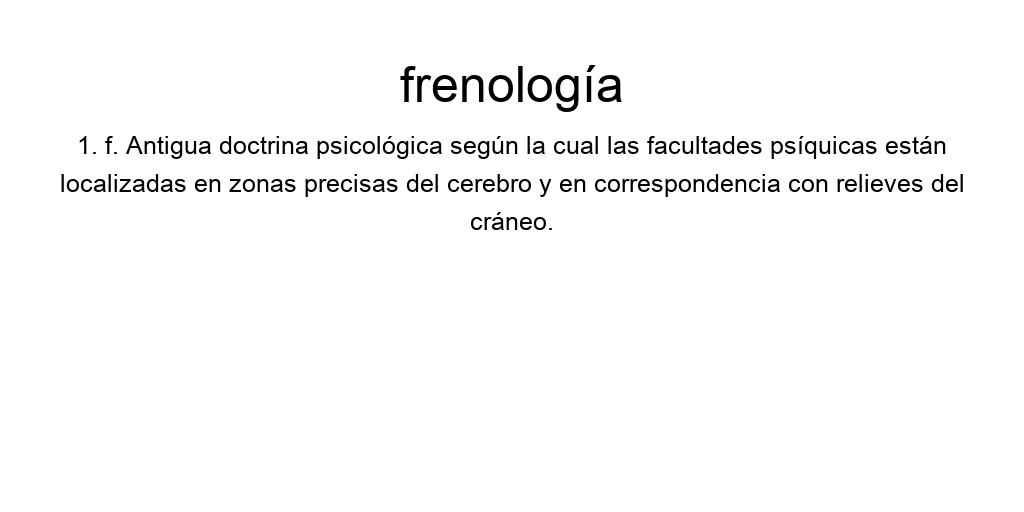 frenología
1. f. Antigua doctrina psicológica según la cual las facultades psíquicas están
localizadas en zonas precisas del cerebro y en correspondencia con relieves del
cráneo.